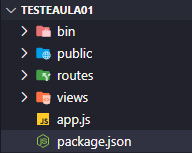 TESTEAULA01
bin
public
routes
views
app.js
package.json